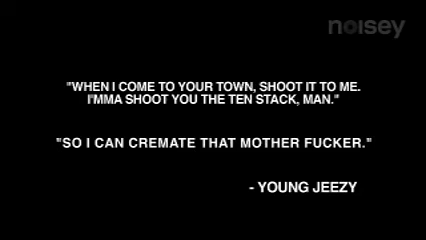 noisey
"WHEN I COME TO YOUR TOWN, SHOOT IT TO ME.
I'MMA SHOOT YOU THE TEN STACK, MAN."
"SO I CAN CREMATE THAT MOTHER FUCKER."
- YOUNG JEEZY